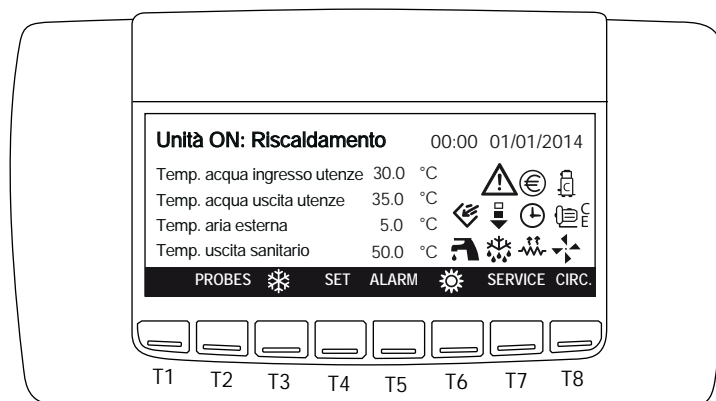 Unità ON: Riscaldamento 00:00 01/01/2014
Temp. acqua ingresso utenze 30.0 °C
Temp. acqua uscita utenze 35.0 °C
Temp. aria esterna 5.0 °C
Temp. uscita sanitario 50.0 °C
€ C
C
E
PROBES SET ALARM SERVICE CIRC.
T1 T2 T3 T4 T5 T6 T7 T8